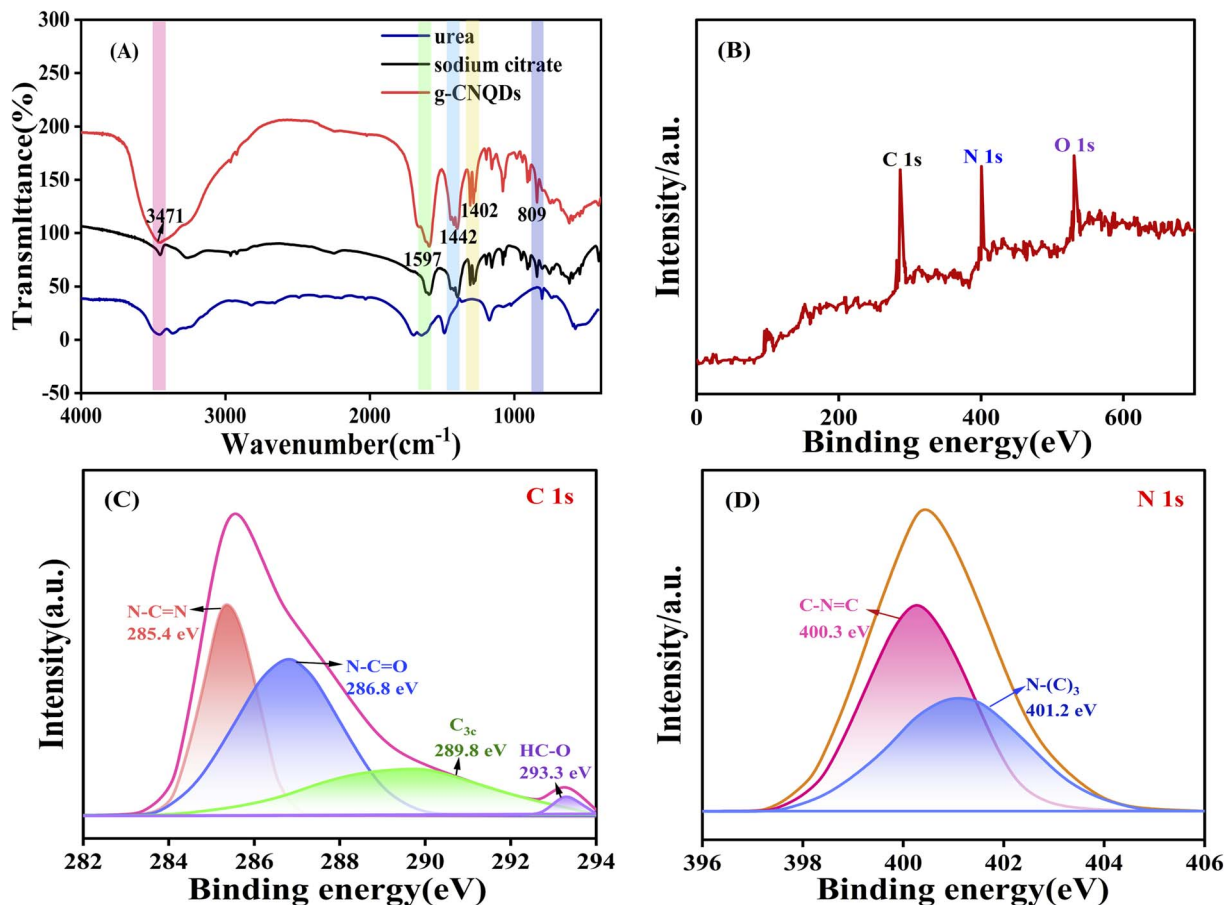 (A)
urea
sodium citrate
g-CNQDs
300
250
200
150
100
50
0
-50
Transmlttance(%)
3471
1597
1442
1402
809
4000
3000
2000
1000
Wavenumber(cm⁻¹)
(B)
C 1s
N 1s
O 1s
Intensity/a.u.
0
200
400
600
Binding energy(eV)
(C)
C 1s
N-C=N
285.4 eV
N-C=O
286.8 eV
C₃c
289.8 eV
HC-O
293.3 eV
Intensity(a.u.)
282
284
286
288
290
292
294
Binding energy(eV)
(D)
N 1s
C-N=C
400.3 eV
N-(C)₃
401.2 eV
Intensity/a.u.
396
398
400
402
404
406
Binding energy(eV)